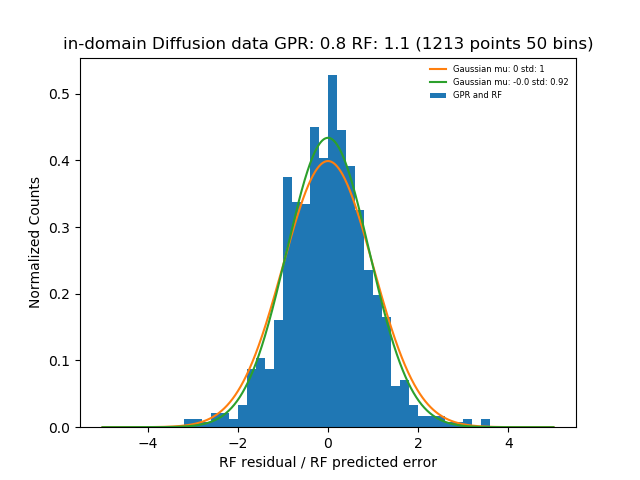 in-domain Diffusion data GPR: 0.8 RF: 1.1 (1213 points 50 bins)
Gaussian mu: 0 std: 1
Gaussian mu: -0.0 std: 0.92
GPR and RF
Normalized Counts
0.5
0.4
0.3
0.2
0.1
0.0
−4
−2
0
2
4
RF residual / RF predicted error